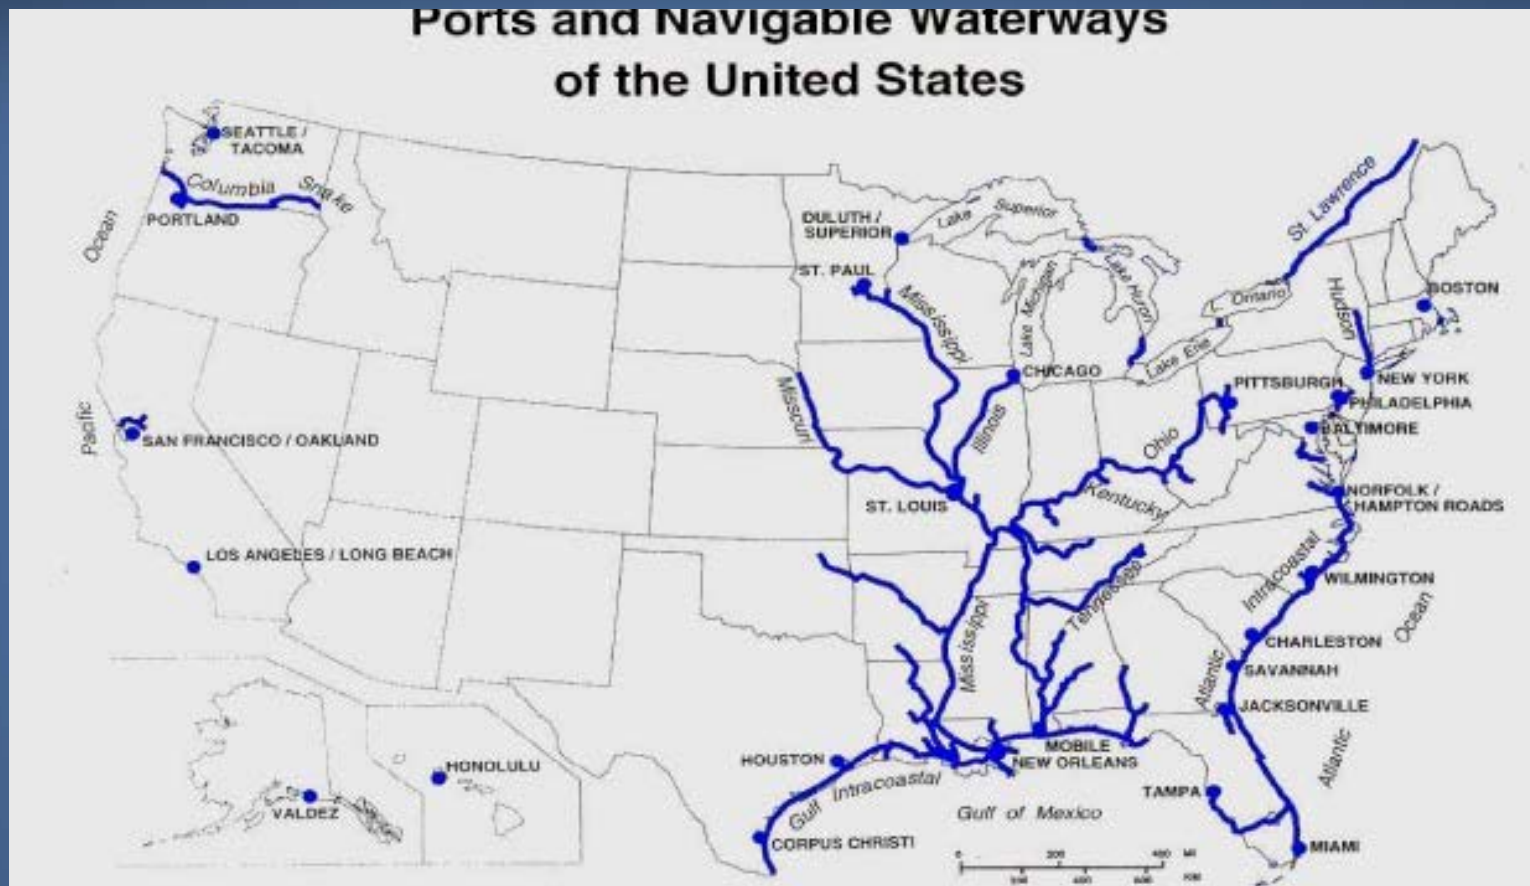 Ports and Navigable Waterways
of the United States
SEATTLE /
TACOMA
Columbia
Snake
PORTLAND
Ocean
Pacific
SAN FRANCISCO / OAKLAND
LOS ANGELES / LONG BEACH
DULUTH /
SUPERIOR
Lake Superior
ST. PAUL
Mississippi
Lake Michigan
Lake Huron
St. Lawrence
L Ontario
Lake Erie
Hudson
BOSTON
CHICAGO
Missouri
Illinois
PITTSBURGH
NEW YORK
PHILADELPHIA
BALTIMORE
Ohio
Kentucky
ST. LOUIS
NORFOLK /
HAMPTON ROADS
Tennessee
Mississippi
Intracoastal
Atlantic
WILMINGTON
Ocean
Atlantic
CHARLESTON
SAVANNAH
JACKSONVILLE
MOBILE
NEW ORLEANS
HOUSTON
Gulf Intracoastal
Gulf of Mexico
TAMPA
CORPUS CHRISTI
MIAMI
HONOLULU
VALDEZ
0 200 400 MI